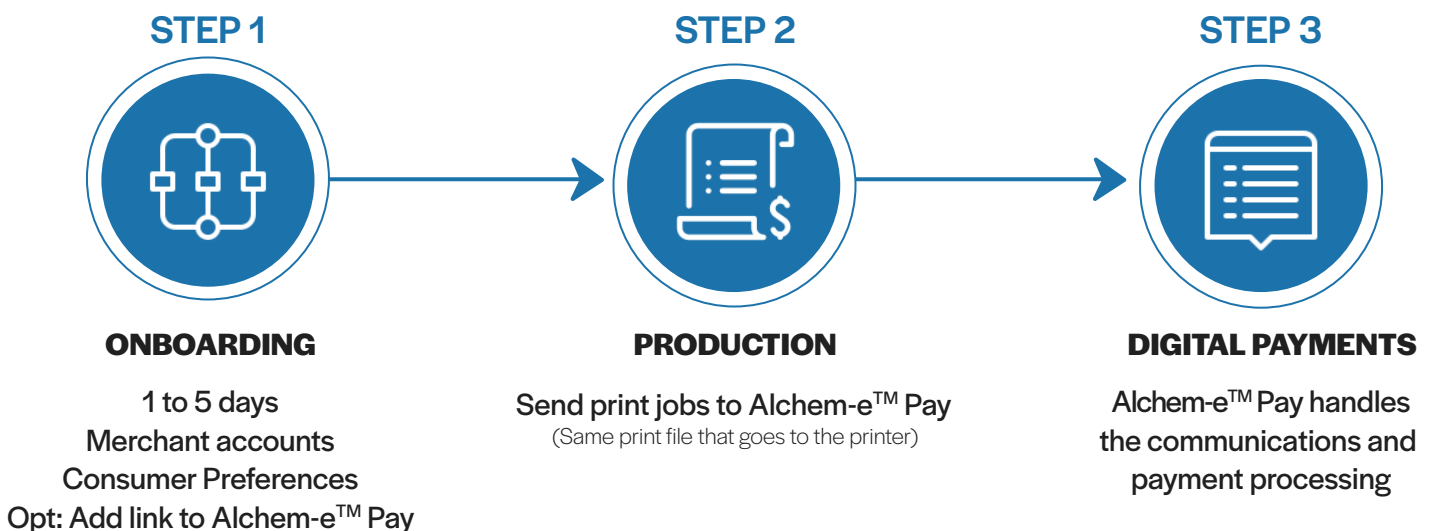 STEP 1
ONBOARDING
1 to 5 days
Merchant accounts
Consumer Preferences
Opt: Add link to Alchem-e™ Pay
STEP 2
$
PRODUCTION
Send print jobs to Alchem-e™ Pay
(Same print file that goes to the printer)
STEP 3
DIGITAL PAYMENTS
Alchem-e™ Pay handles
the communications and
payment processing